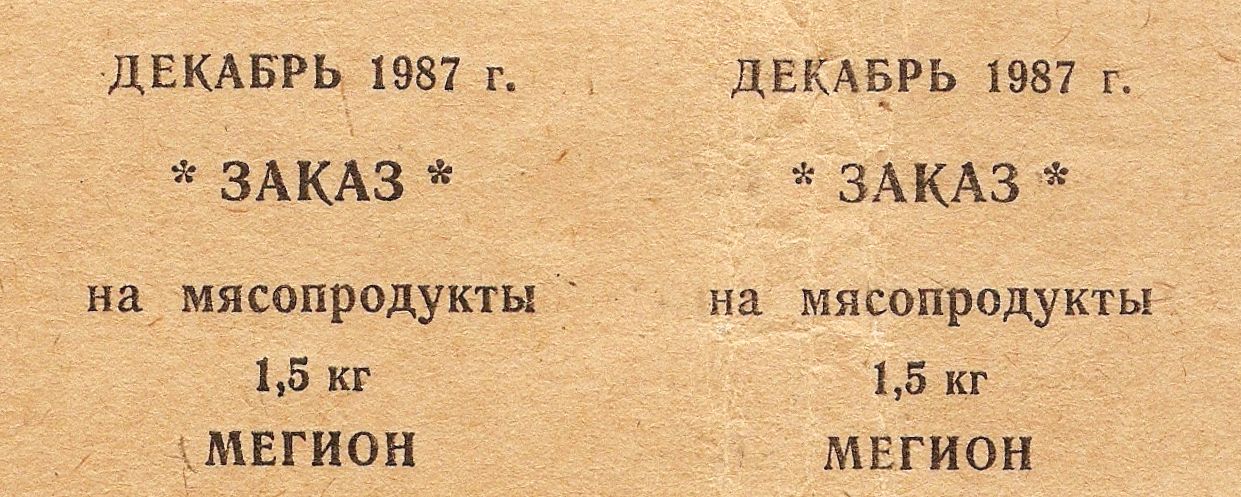 ДЕКАБРЬ 1987 г.
* ЗАКАЗ *
на мясопродукты
1,5 кг
МЕГИОН
ДЕКАБРЬ 1987 г.
* ЗАКАЗ *
на мясопродукты
1,5 кг
МЕГИОН